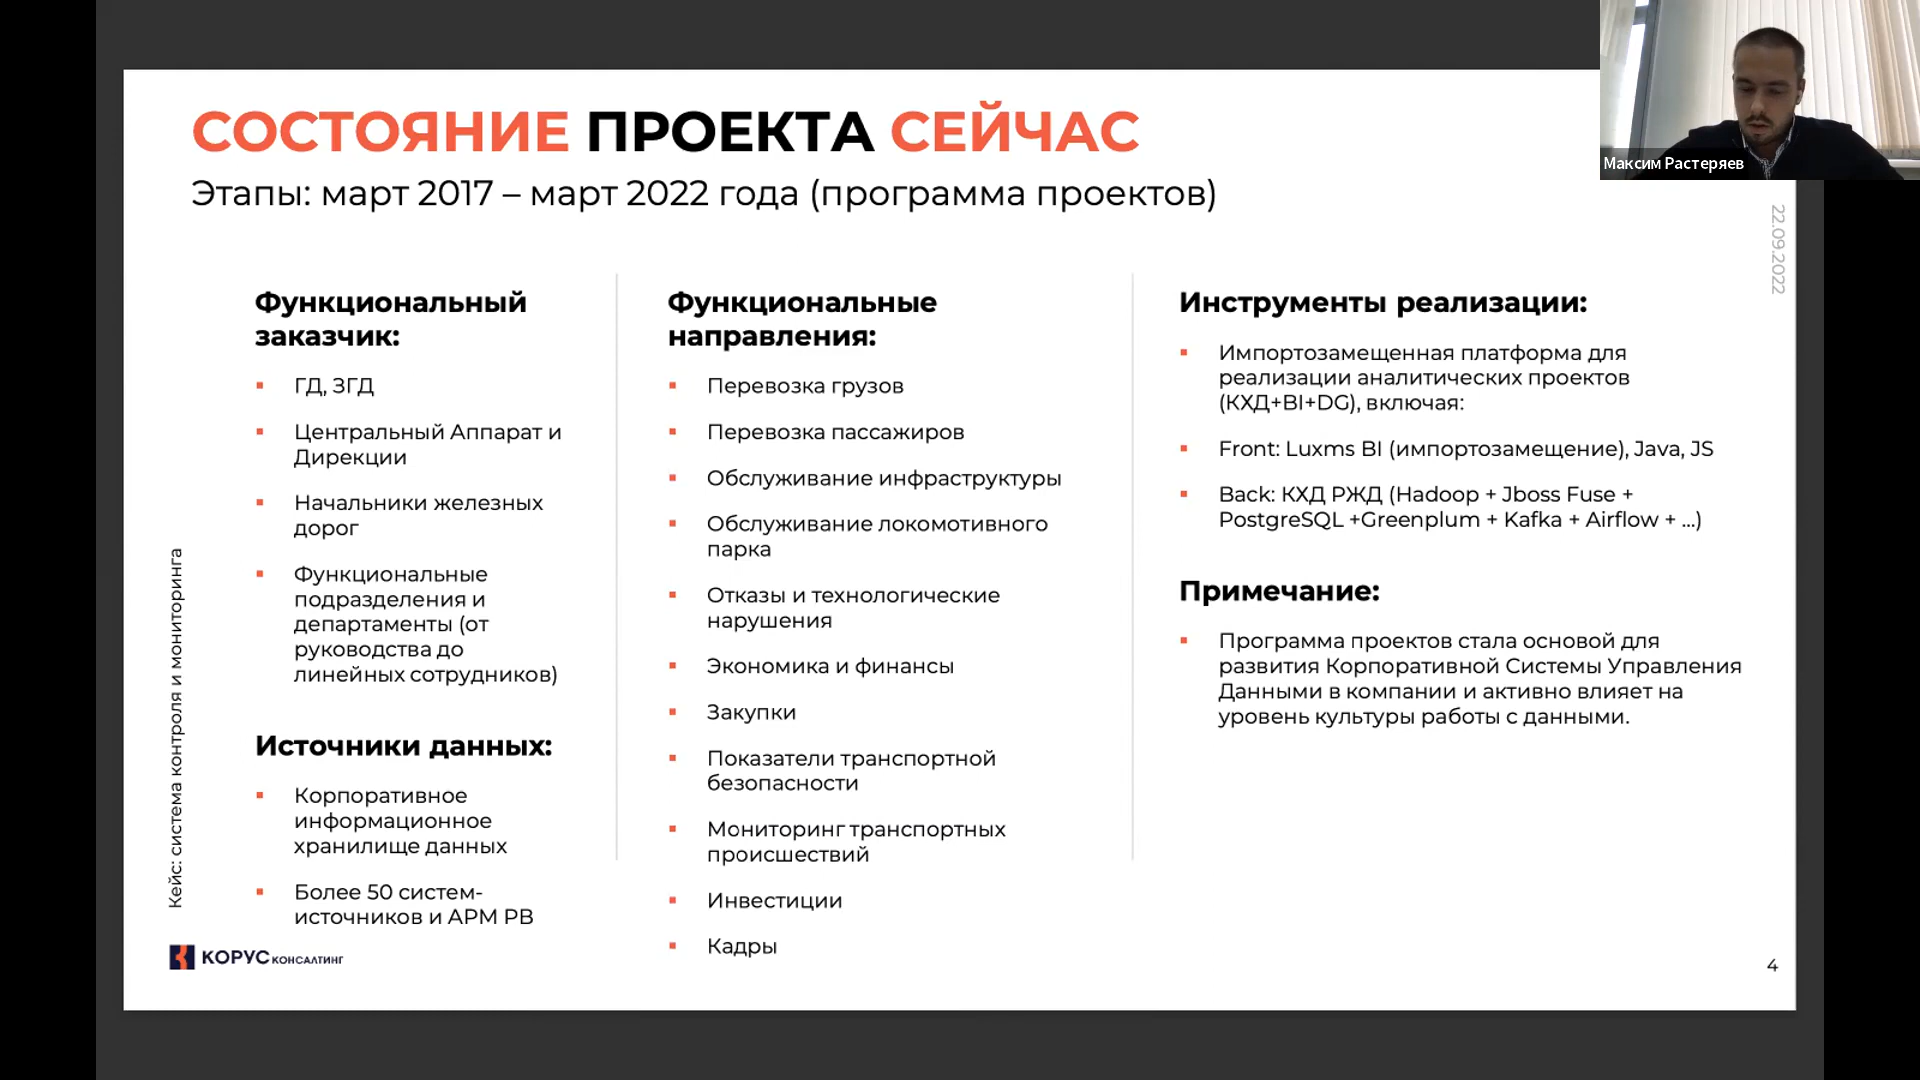 СОСТОЯНИЕ ПРОЕКТА СЕЙЧАС
Этапы: март 2017 – март 2022 года (программа проектов)
Максим Растеряев
22.09.2022
Кейс: система контроля и мониторинга
Функциональный
заказчик:
ГД, ЗГД
Центральный Аппарат и
Дирекции
Начальники железных
дорог
Функциональные
подразделения и
департаменты (от
руководства до
линейных сотрудников)
Источники данных:
Корпоративное
информационное
хранилище данных
Более 50 систем-
источников и АРМ РВ
Функциональные
направления:
Перевозка грузов
Перевозка пассажиров
Обслуживание инфраструктуры
Обслуживание локомотивного
парка
Отказы и технологические
нарушения
Экономика и финансы
Закупки
Показатели транспортной
безопасности
Мониторинг транспортных
происшествий
Инвестиции
Кадры
Инструменты реализации:
Импортозамещенная платформа для
реализации аналитических проектов
(КХД+BI+DG), включая:
Front: Luxms BI (импортозамещение), Java, JS
Back: КХД РЖД (Hadoop + Jboss Fuse +
PostgreSQL +Greenplum + Kafka + Airflow + ...)
Примечание:
Программа проектов стала основой для
развития Корпоративной Системы Управления
Данными в компании и активно влияет на
уровень культуры работы с данными.
КОРУС КОНСАЛТИНГ
4